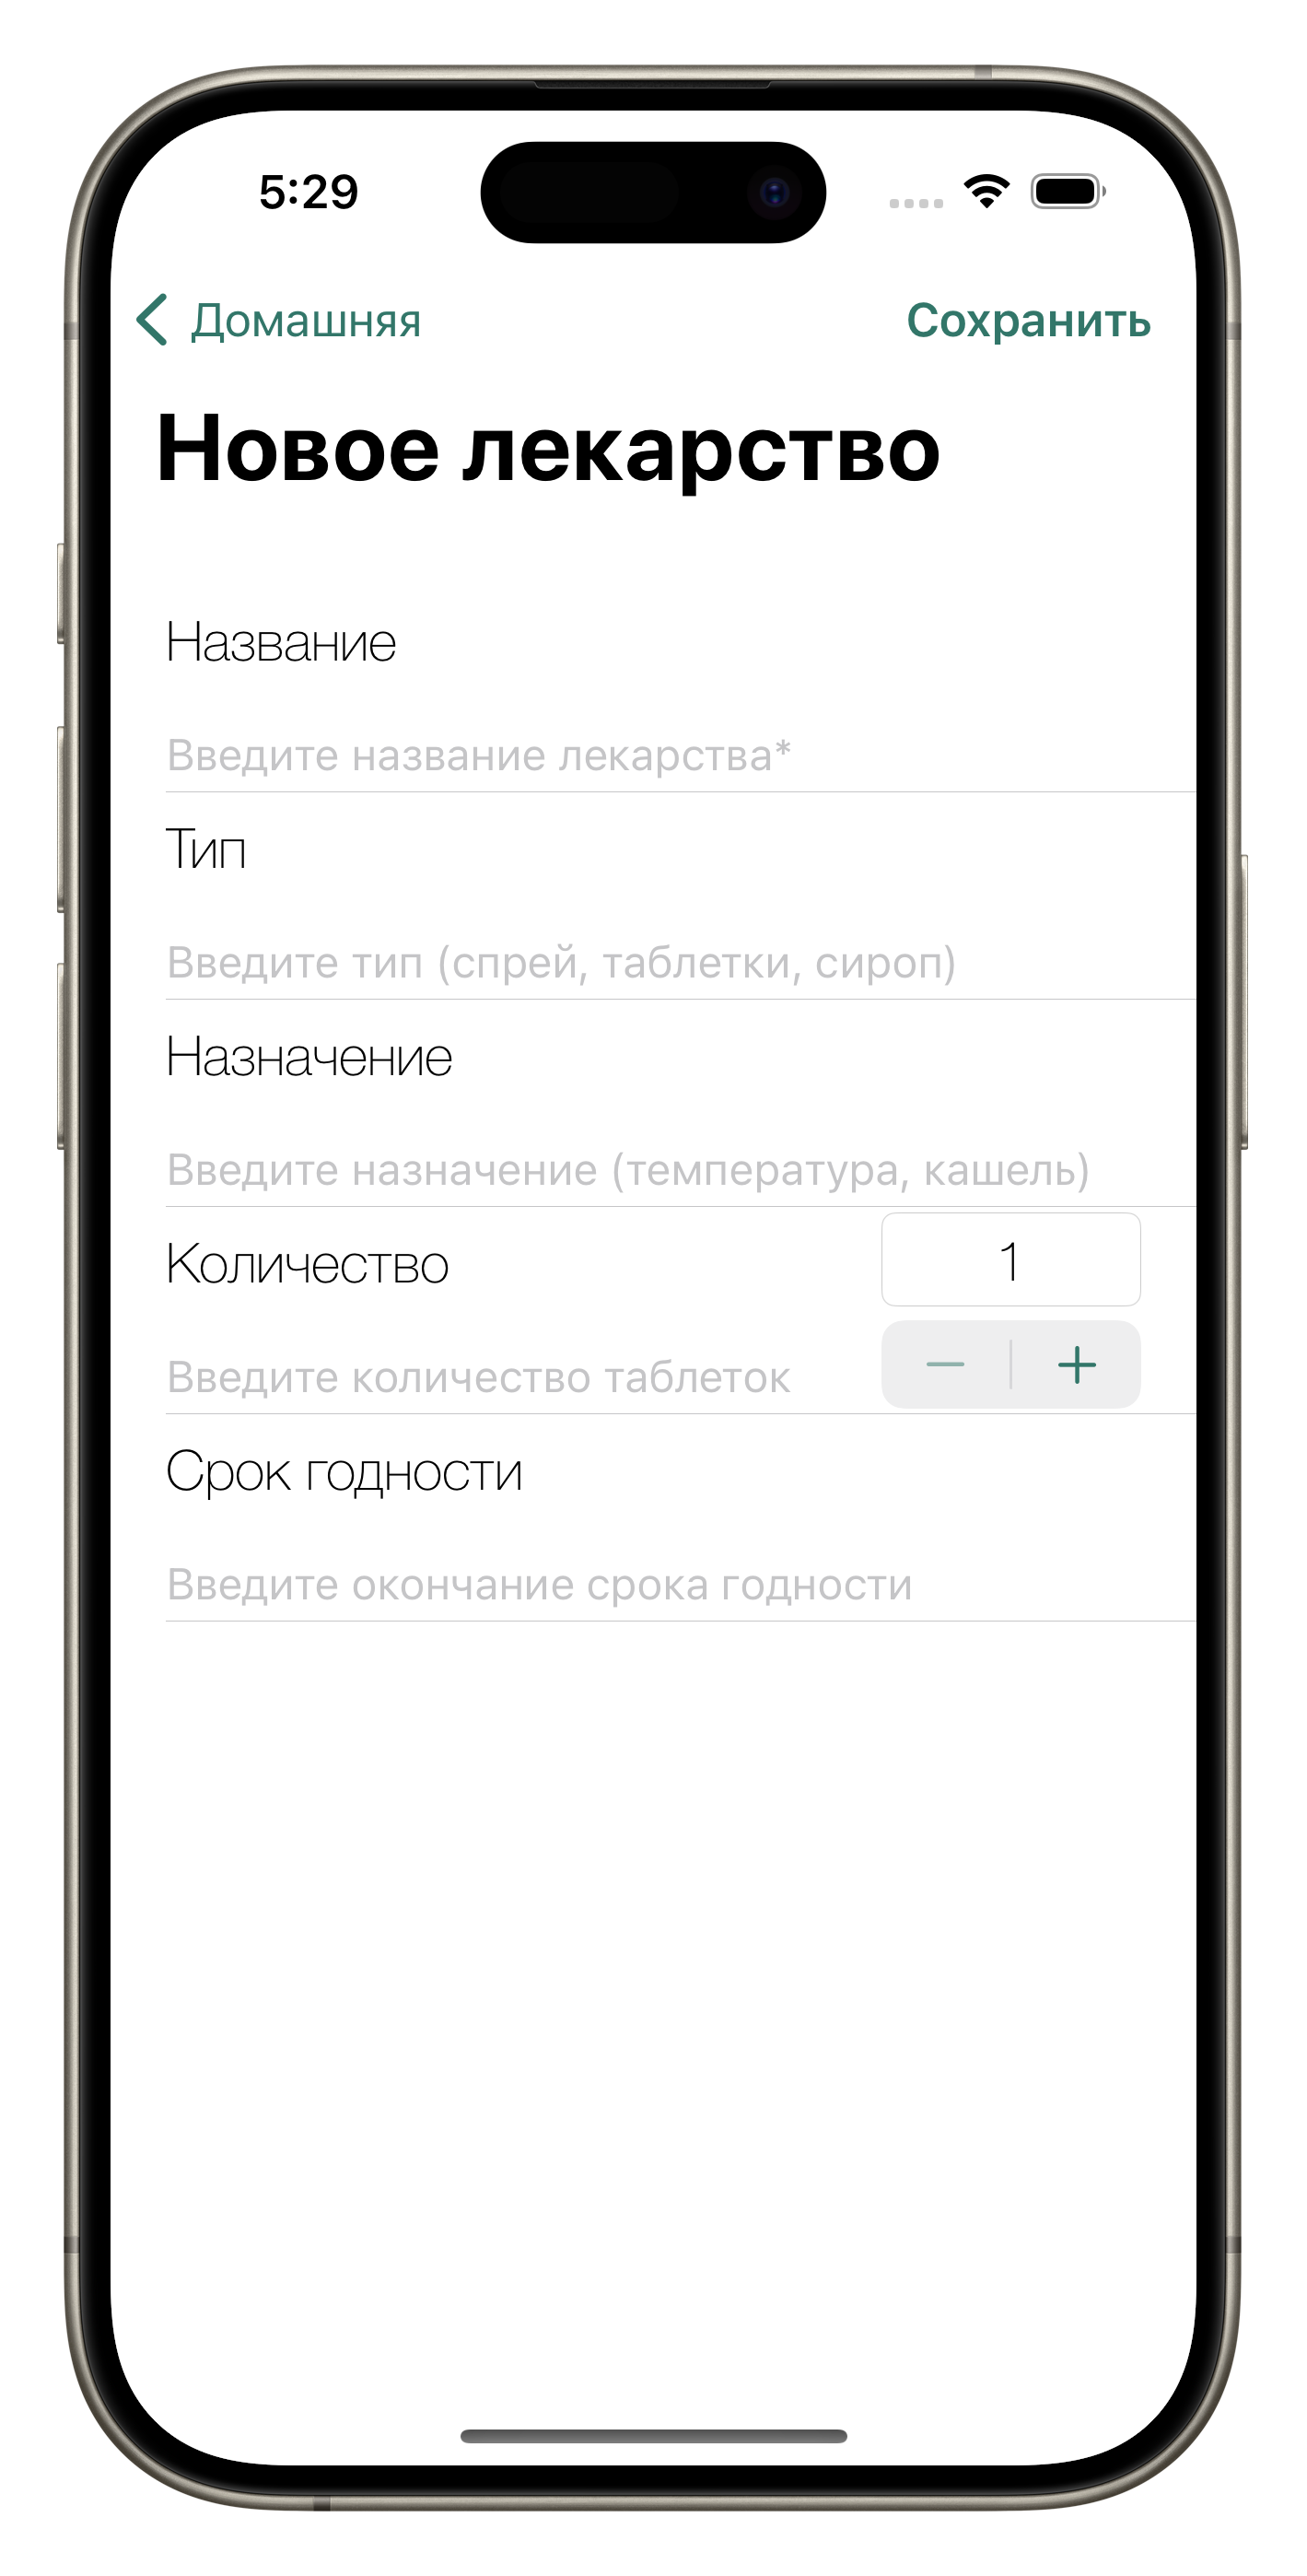 5:29
Домашняя
Сохранить
Новое лекарство
Название
Введите название лекарства*
Тип
Введите тип (спрей, таблетки, сироп)
Назначение
Введите назначение (температура, кашель)
Количество
1
Введите количество таблеток
− +
Срок годности
Введите окончание срока годности